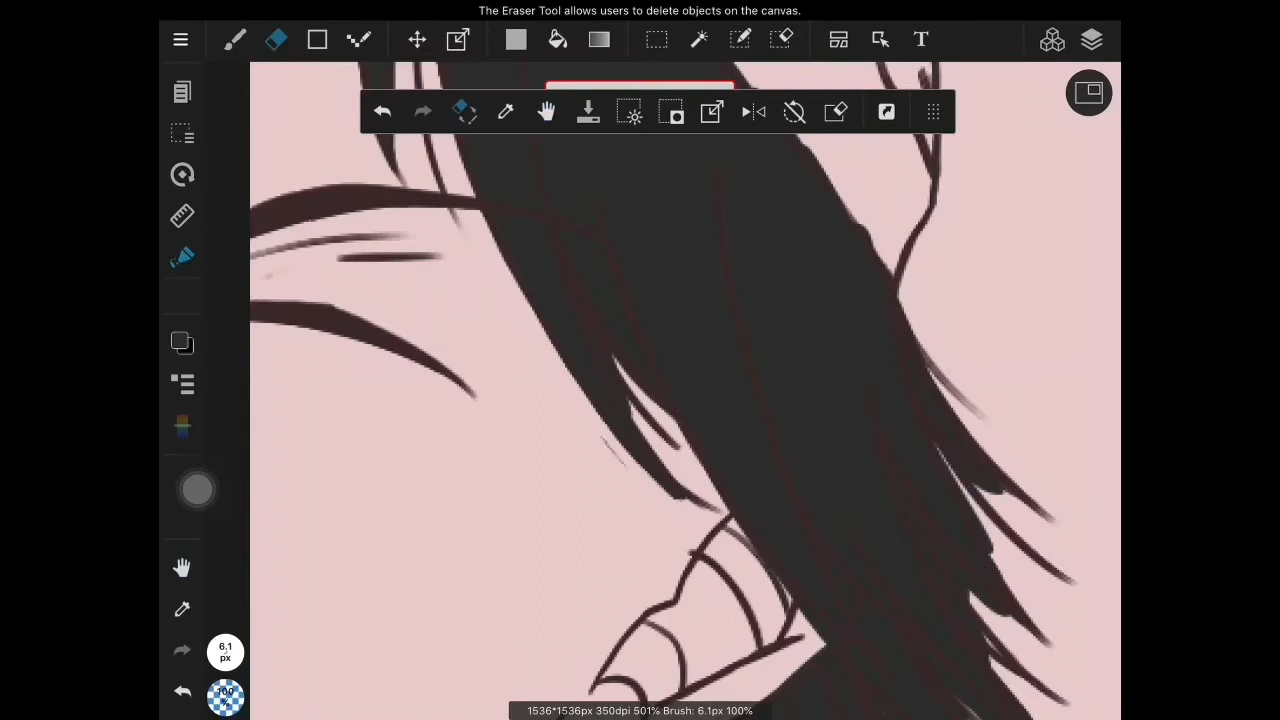 The Eraser Tool allows users to delete objects on the canvas.
T
6.1
px
100
%
1536*1536px 350dpi 501% Brush: 6.1px 100%